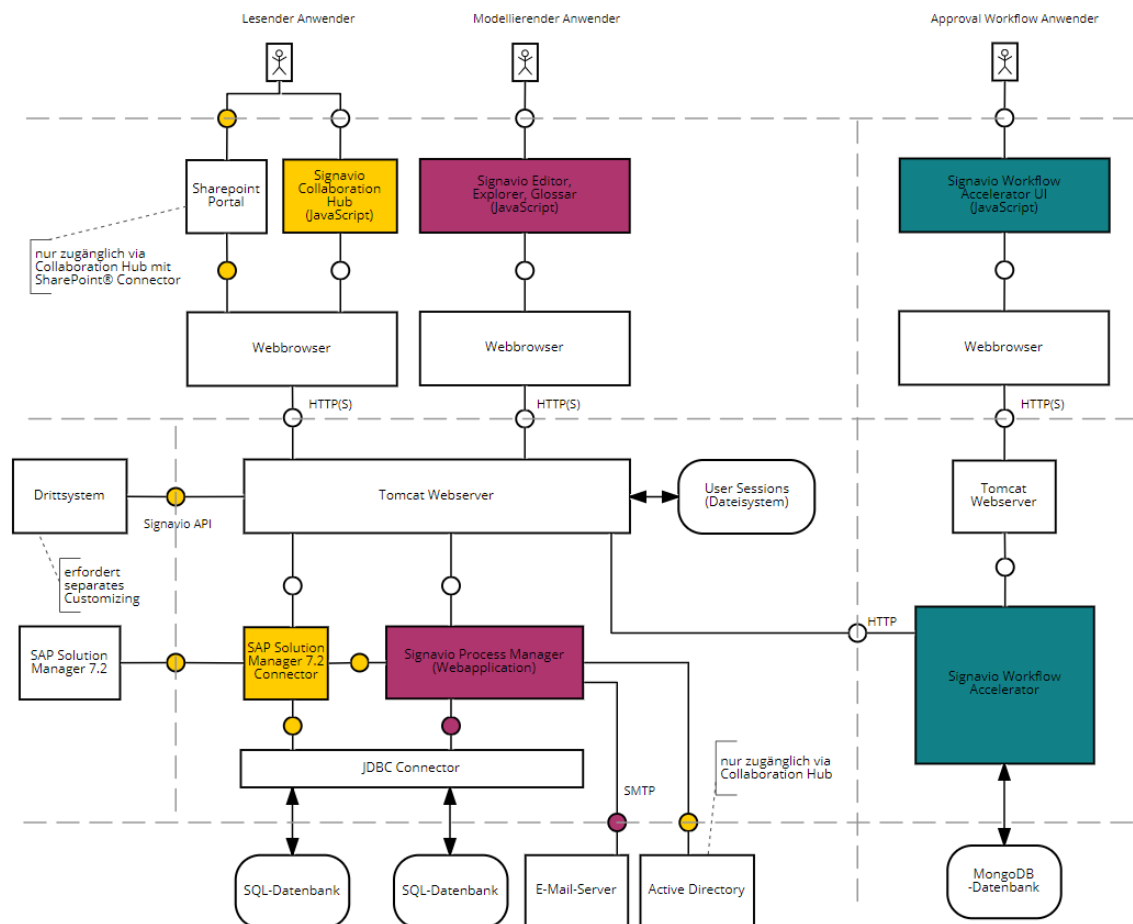 Lesender Anwender
Modellierender Anwender
Approval Workflow Anwender
Sharepoint
Portal
Signavio
Collaboration
Hub
(JavaScript)
Signavio Editor,
Explorer, Glossar
(JavaScript)
Signavio Workflow
Accelerator UI
(JavaScript)
nur zugänglich via
Collaboration Hub mit
SharePoint® Connector
Webbrowser
Webbrowser
Webbrowser
HTTP(S)
HTTP(S)
HTTP(S)
Drittsystem
Tomcat Webserver
User Sessions
(Dateisystem)
Tomcat
Webserver
Signavio API
erfordert
separates
Customizing
HTTP
SAP Solution
Manager 7.2
SAP Solution
Manager 7.2
Connector
Signavio Process Manager
(Webapplication)
Signavio Workflow
Accelerator
JDBC Connector
nur zugänglich via
Collaboration Hub
SMTP
SQL-Datenbank
SQL-Datenbank
E-Mail-Server
Active Directory
MongoDB
-Datenbank